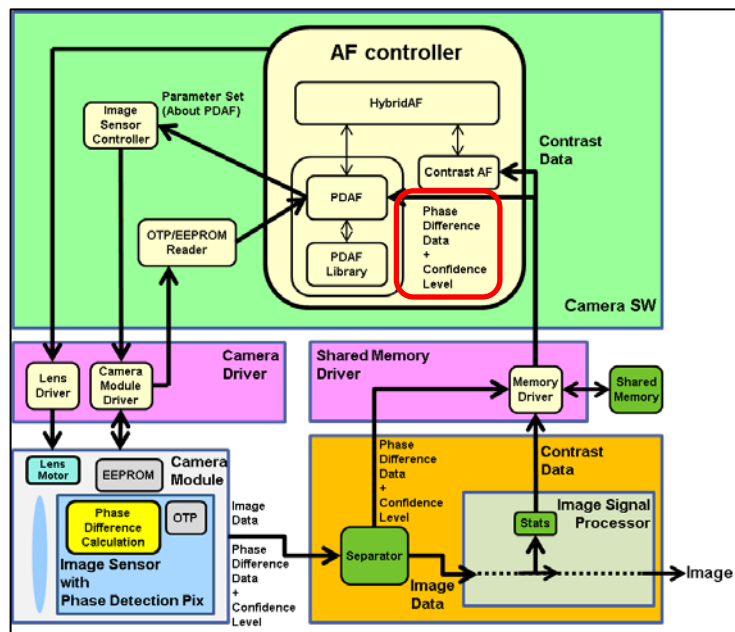 AF controller
HybridAF
Parameter Set
(About PDAF)
Image
Sensor
Controller
Contrast
Data
Contrast AF
PDAF
Phase
Difference
Data
+
Confidence
Level
OTP/EEPROM
Reader
PDAF
Library
Camera SW
Camera
Driver
Lens
Driver
Camera
Module
Driver
Shared Memory
Driver
Memory
Driver
Shared
Memory
Camera
Module
Lens
Motor
EEPROM
Phase
Difference
Calculation
OTP
Image Sensor
with
Phase Detection Pix
Image
Data
Phase
Difference
Data
+
Confidence
Level
Phase
Difference
Data
+
Confidence
Level
Contrast
Data
Image Signal
Processor
Stats
Separator
Image
Data
Image